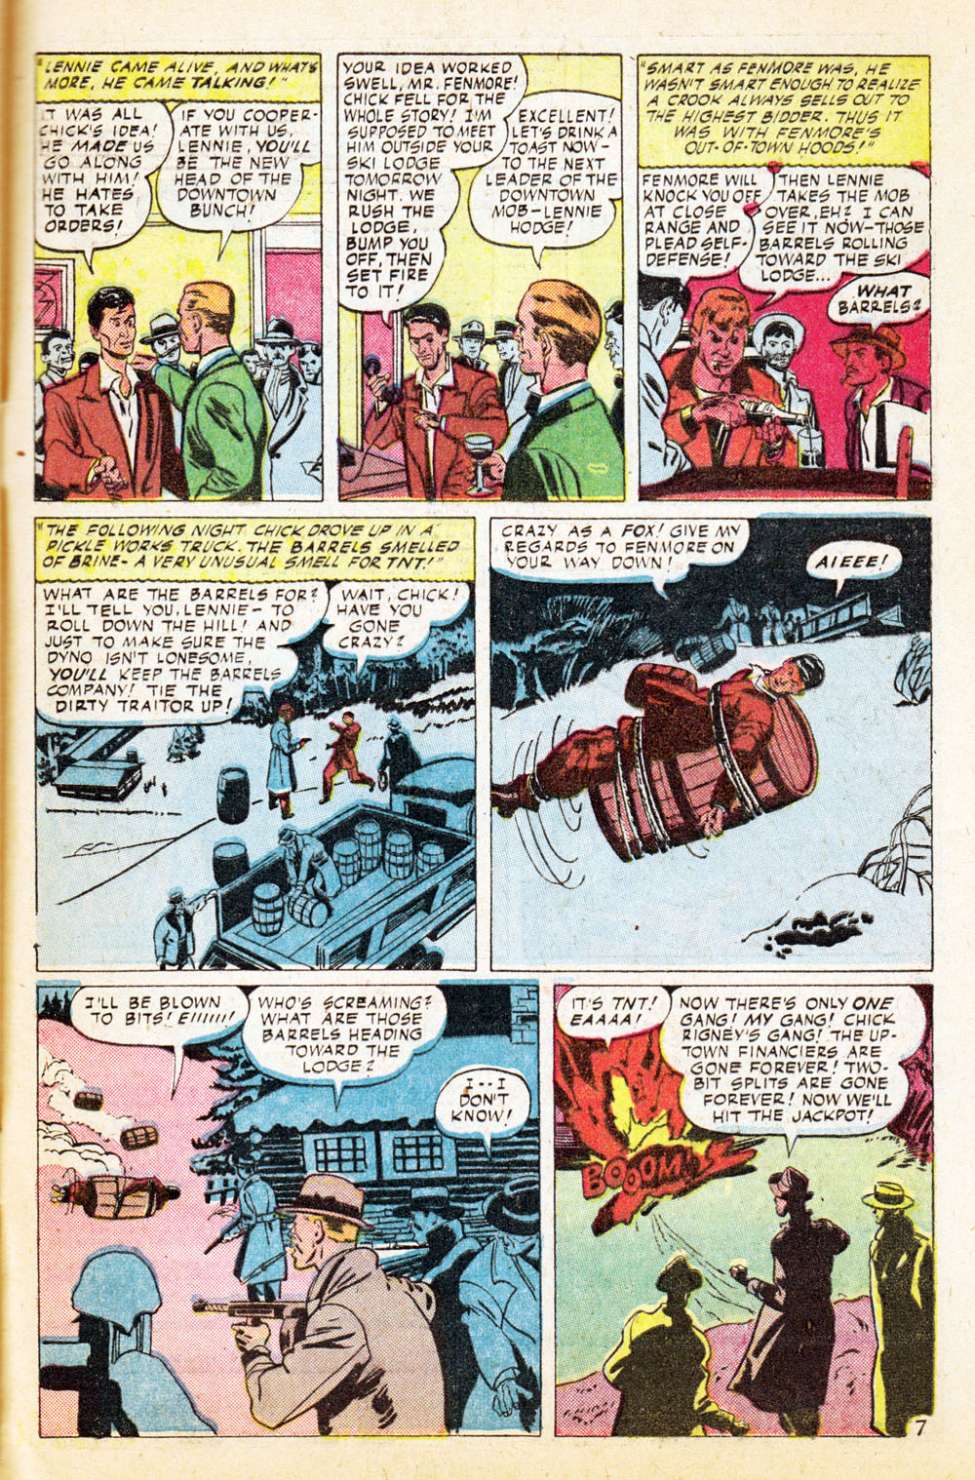 "LENNIE CAME ALIVE, AND WHAT'S
MORE, HE CAME TALKING!"
IT WAS ALL
CHICK'S IDEA!
HE MADE US
GO ALONG
WITH HIM!
HE HATES
TO TAKE
ORDERS!
IF YOU COOPER-
ATE WITH US,
LENNIE, YOU'LL
BE THE NEW
HEAD OF THE
DOWNTOWN
BUNCH!
YOUR IDEA WORKED
SWELL, MR. FENMORE!
CHICK FELL FOR THE
WHOLE STORY! I'M
SUPPOSED TO MEET
HIM OUTSIDE YOUR
SKI LODGE
TOMORROW
NIGHT. WE
RUSH THE
LODGE,
BUMP YOU
OFF, THEN
SET FIRE
TO IT!
EXCELLENT!
LET'S DRINK A
TOAST NOW-
TO THE NEXT
LEADER OF THE
DOWNTOWN
MOB-LENNIE
HODGE!
"SMART AS FENMORE WAS, HE
WASN'T SMART ENOUGH TO REALIZE
A CROOK ALWAYS SELLS OUT TO
THE HIGHEST BIDDER. THUS IT
WAS WITH FENMORE'S
OUT-OF-TOWN HOODS!"
FENMORE WILL
KNOCK YOU OFF
AT CLOSE
RANGE AND
PLEAD SELF-
DEFENSE!
THEN LENNIE
TAKES THE MOB
OVER, EH? I CAN
SEE IT NOW-THOSE
BARRELS ROLLING
TOWARD THE SKI
LODGE...
WHAT
BARRELS?
"THE FOLLOWING NIGHT CHICK DROVE UP IN A
PICKLE WORKS TRUCK. THE BARRELS SMELLED
OF BRINE- A VERY UNUSUAL SMELL FOR TNT!"
WHAT ARE THE BARRELS FOR?
I'LL TELL YOU, LENNIE- TO
ROLL DOWN THE HILL! AND
JUST TO MAKE SURE THE
DYNO ISN'T LONESOME,
YOU'LL KEEP THE BARRELS
COMPANY! TIE THE
DIRTY TRAITOR UP!
WAIT, CHICK!
HAVE YOU
GONE
CRAZY?
CRAZY AS A FOX! GIVE MY
REGARDS TO FENMORE ON
YOUR WAY DOWN!
AIEEE!
I'LL BE BLOWN
TO BITS! EIIIIII!
WHO'S SCREAMING?
WHAT ARE THOSE
BARRELS HEADING
TOWARD THE
LODGE?
I--I
DON'T
KNOW!
IT'S TNT!
EAAAA!
NOW THERE'S ONLY ONE
GANG! MY GANG! CHICK
RIGNEY'S GANG! THE UP-
TOWN FINANCIERS ARE
GONE FOREVER! TWO-
BIT SPLITS ARE GONE
FOREVER! NOW WE'LL
HIT THE JACKPOT!
BOOOM
7